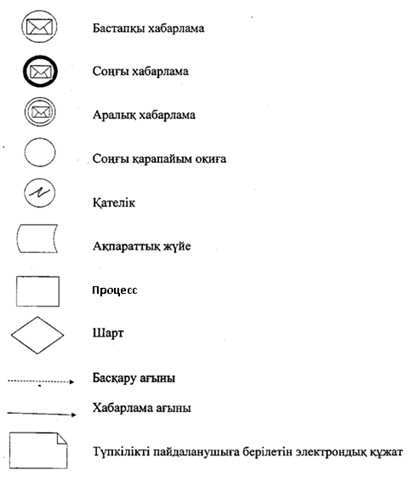 Бастапқы хабарлама
Соңғы хабарлама
Аралық хабарлама
Соңғы қарапайым оқиға
Қателік
Ақпараттық жүйе
Процесс
Шарт
Басқару ағыны
Хабарлама ағыны
Түпкілікті пайдаланушыға берілетін электрондық құжат